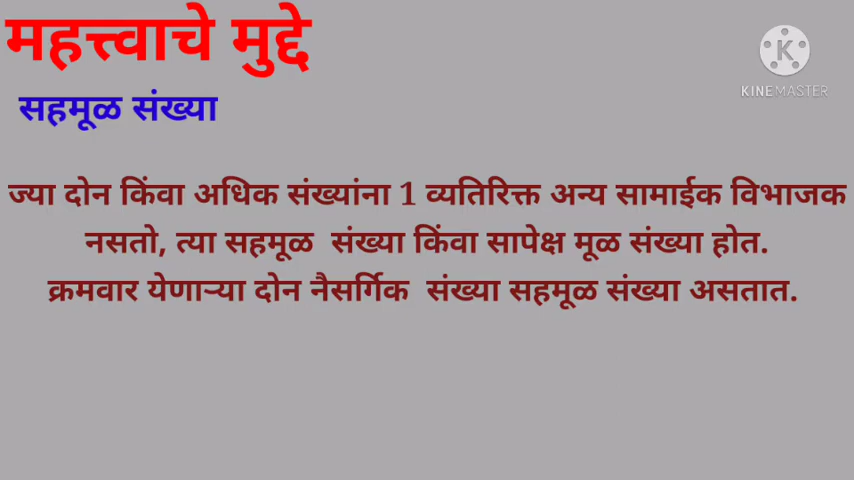 महत्त्वाचे मुद्दे
KINEMASTER
सहमूळ संख्या
ज्या दोन किंवा अधिक संख्यांना 1 व्यतिरिक्त अन्य सामाईक विभाजक
नसतो, त्या सहमूळ संख्या किंवा सापेक्ष मूळ संख्या होत.
क्रमवार येणाऱ्या दोन नैसर्गिक संख्या सहमूळ संख्या असतात.